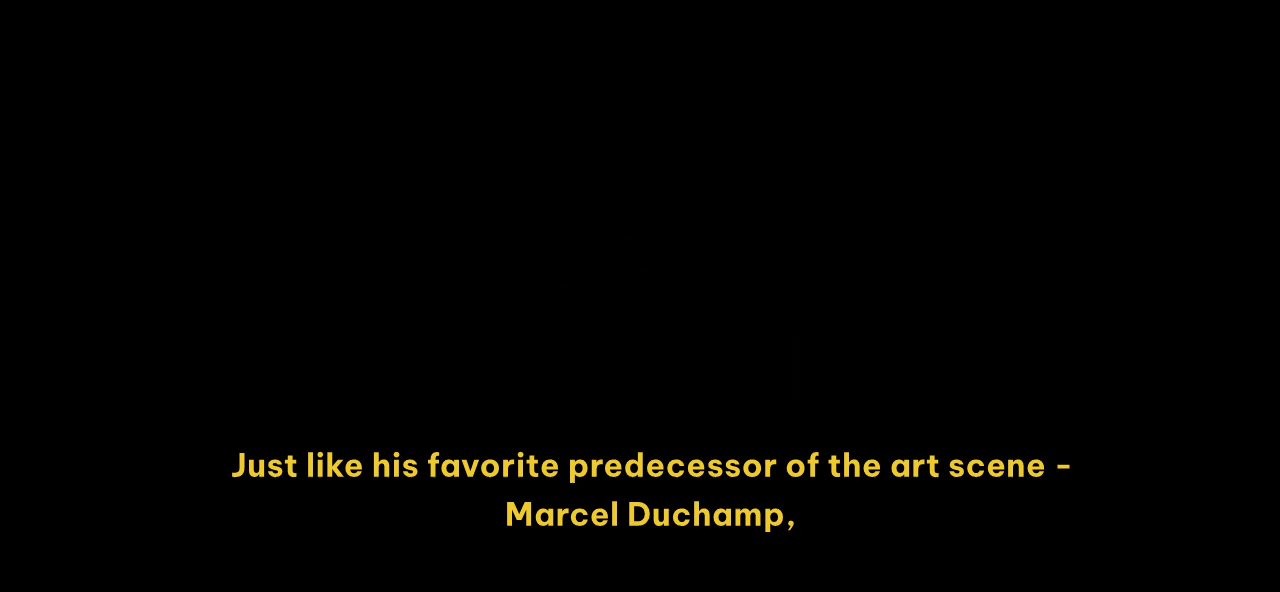 Just like his favorite predecessor of the art scene -
Marcel Duchamp,